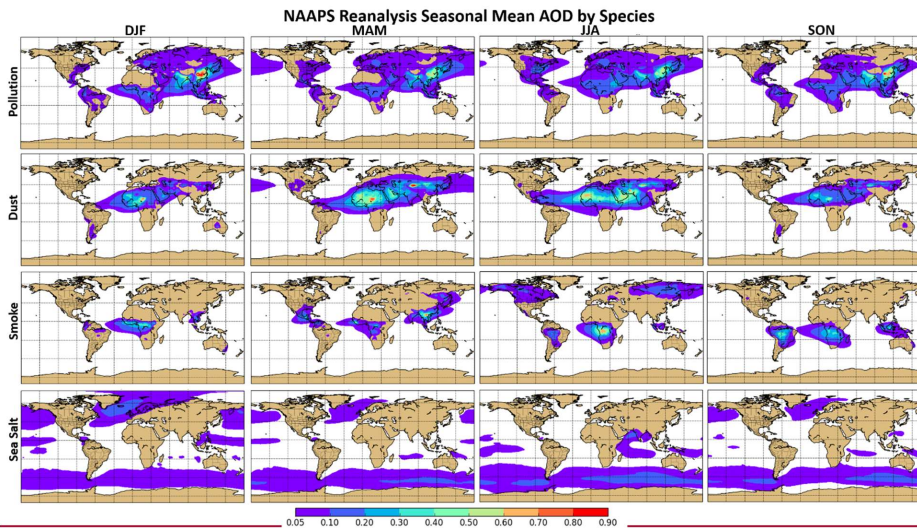 NAAPS Reanalysis Seasonal Mean AOD by Species
DJF MAM JJA SON
Pollution
Dust
Smoke
Sea Salt
0.05 0.10 0.20 0.30 0.40 0.50 0.60 0.70 0.80 0.90